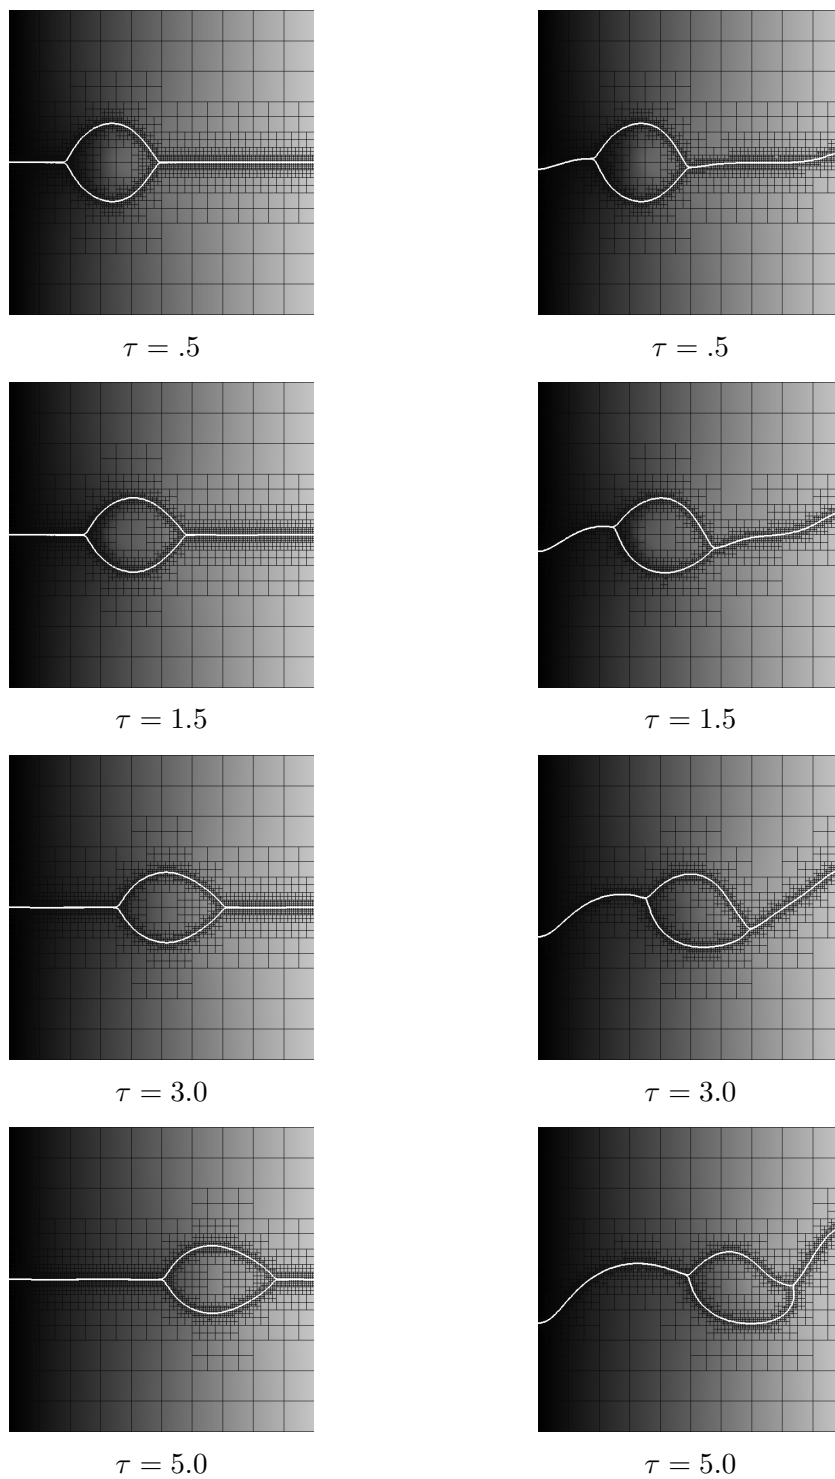 τ = .5 τ = .5
τ = 1.5 τ = 1.5
τ = 3.0 τ = 3.0
τ = 5.0 τ = 5.0